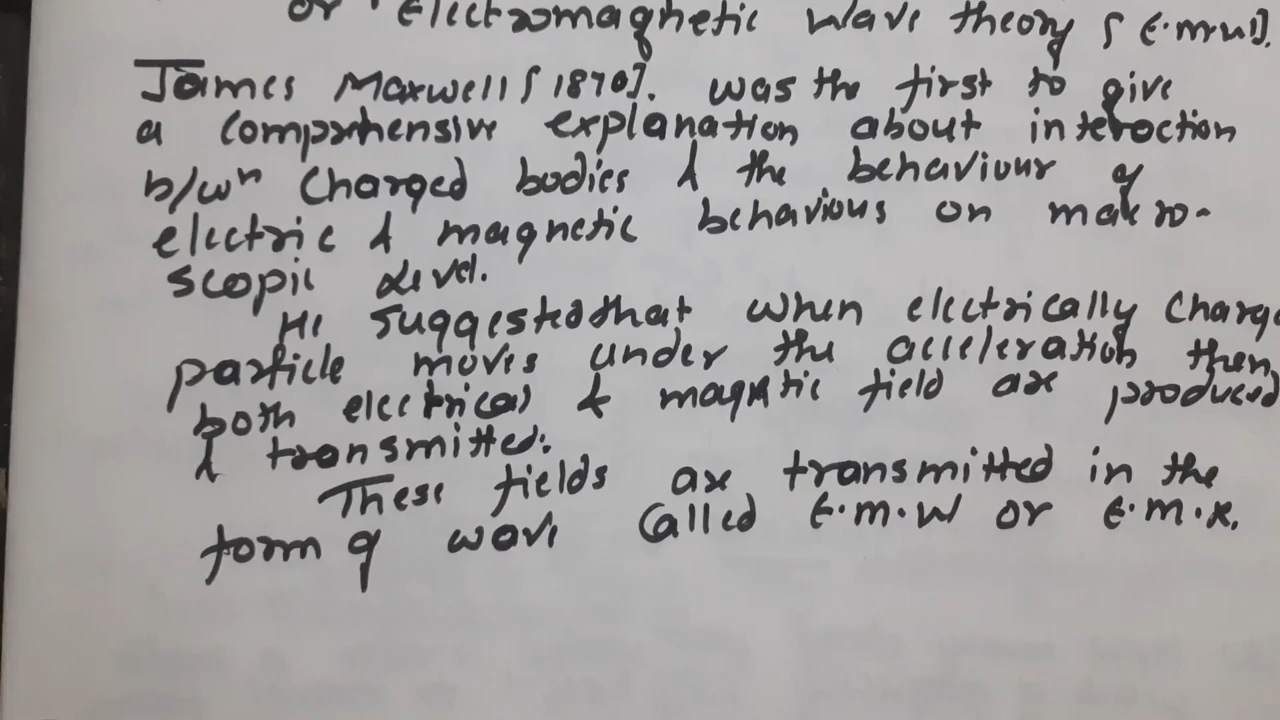 or Electromagnetic wave theory [E.m.w].
James Maxwell [1870]. was the first to give
a comprehensive explanation about interaction
b/wn charged bodies & the behaviour of
electric & magnetic behavious on makro-
scopic level.
He suggested that when electrically charge
particle moves under the acceleration then
both electrical & magnetic field are produced
& transmitted.
These fields are transmitted in the
form of wave called E.m.w or E.m.R.